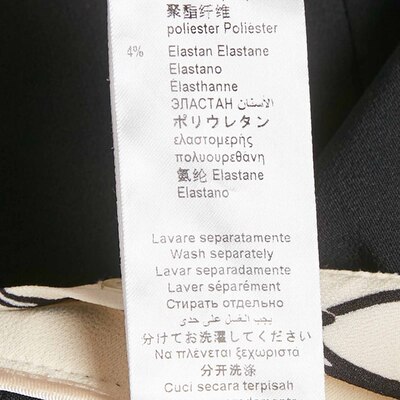 聚酯纤维
poliester Poliester
4% Elastan Elastane
Elastano
Elasthanne
ЭЛАСТАН الاستان
ポリウレタン
ελαστομερής
πολυουρεθάνη
氨纶 Elastane
Elastano
Lavare separatamente
Wash separately
Lavar separadamente
Laver séparément
Стирать отдельно
يجب الغسل على حدى
分けてお洗濯してください
Να πλένεται ξεχωριστα
分开洗涤
Cuci secara terpisah